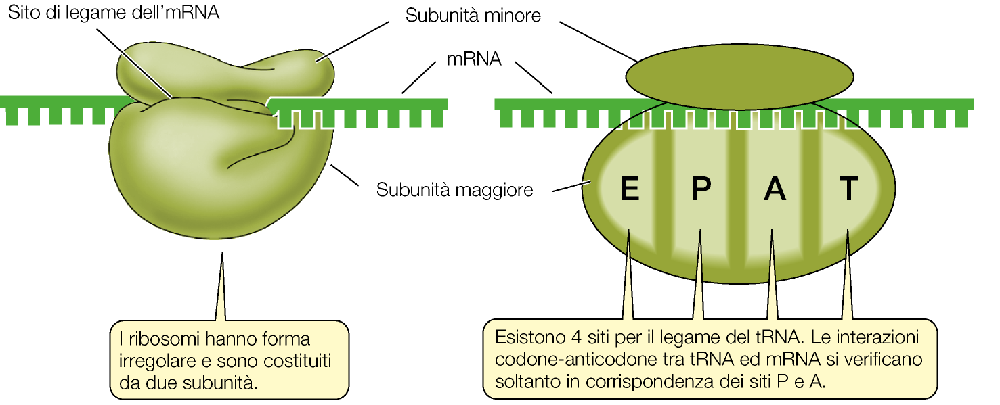 Sito di legame dell'mRNA
Subunità minore
mRNA
Subunità maggiore
E P A T
I ribosomi hanno forma
irregolare e sono costituiti
da due subunità.
Esistono 4 siti per il legame del tRNA. Le interazioni
codone-anticodone tra tRNA ed mRNA si verificano
soltanto in corrispondenza dei siti P e A.